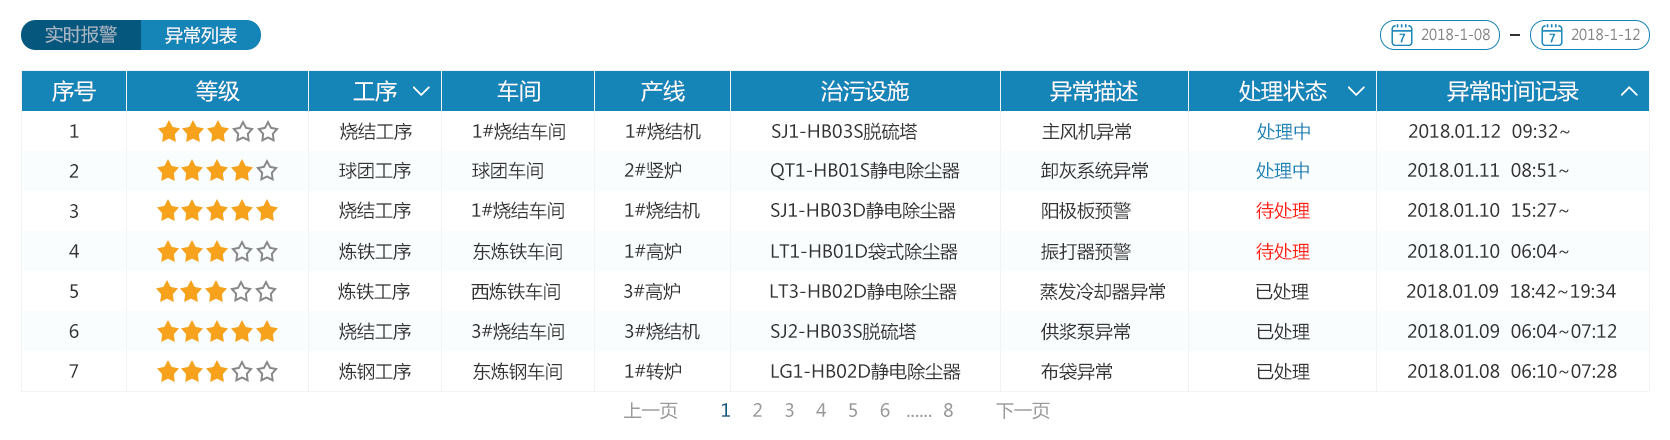 实时报警 异常列表 7 2018-1-08 – 7 2018-1-12
序号 等级 工序 车间 产线 治污设施 异常描述 处理状态 异常时间记录
1 烧结工序 1#烧结车间 1#烧结机 SJ1-HB03S脱硫塔 主风机异常 处理中 2018.01.12 09:32~
2 球团工序 球团车间 2#竖炉 QT1-HB01S静电除尘器 卸灰系统异常 处理中 2018.01.11 08:51~
3 烧结工序 1#烧结车间 1#烧结机 SJ1-HB03D静电除尘器 阳极板预警 待处理 2018.01.10 15:27~
4 炼铁工序 东炼铁车间 1#高炉 LT1-HB01D袋式除尘器 振打器预警 待处理 2018.01.10 06:04~
5 炼铁工序 西炼铁车间 3#高炉 LT3-HB02D静电除尘器 蒸发冷却器异常 已处理 2018.01.09 18:42~19:34
6 烧结工序 3#烧结车间 3#烧结机 SJ2-HB03S脱硫塔 供浆泵异常 已处理 2018.01.09 06:04~07:12
7 炼钢工序 东炼钢车间 1#转炉 LG1-HB02D静电除尘器 布袋异常 已处理 2018.01.08 06:10~07:28
上一页 1 2 3 4 5 6 ...... 8 下一页